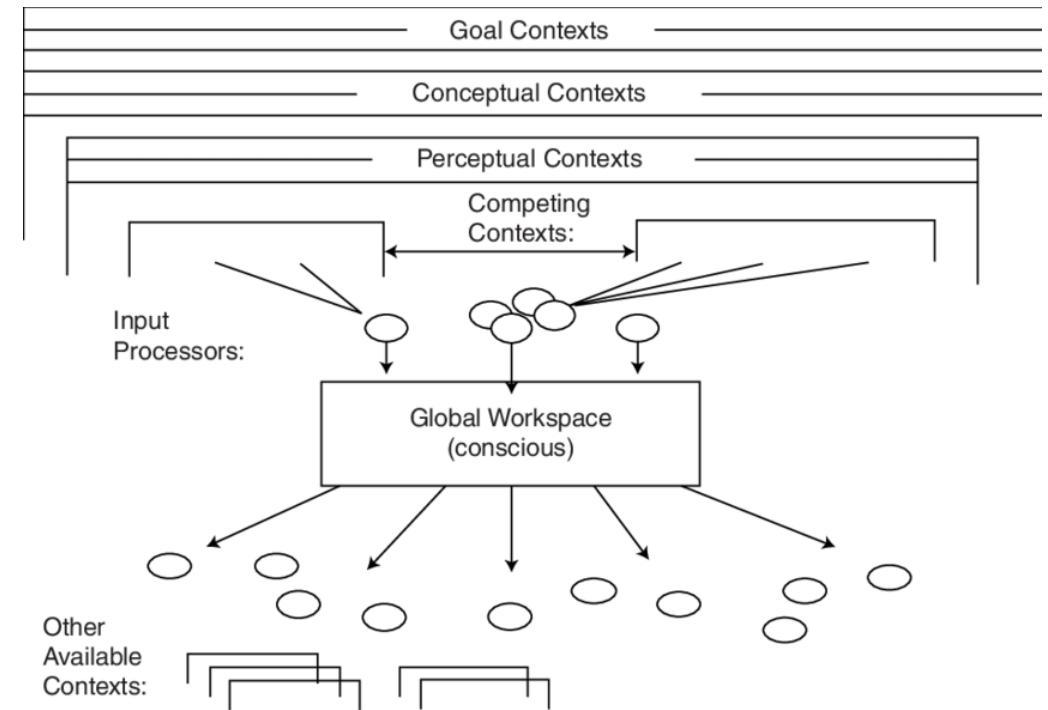 Goal Contexts
Conceptual Contexts
Perceptual Contexts
Competing
Contexts:
Input
Processors:
Global Workspace
(conscious)
Other
Available
Contexts: